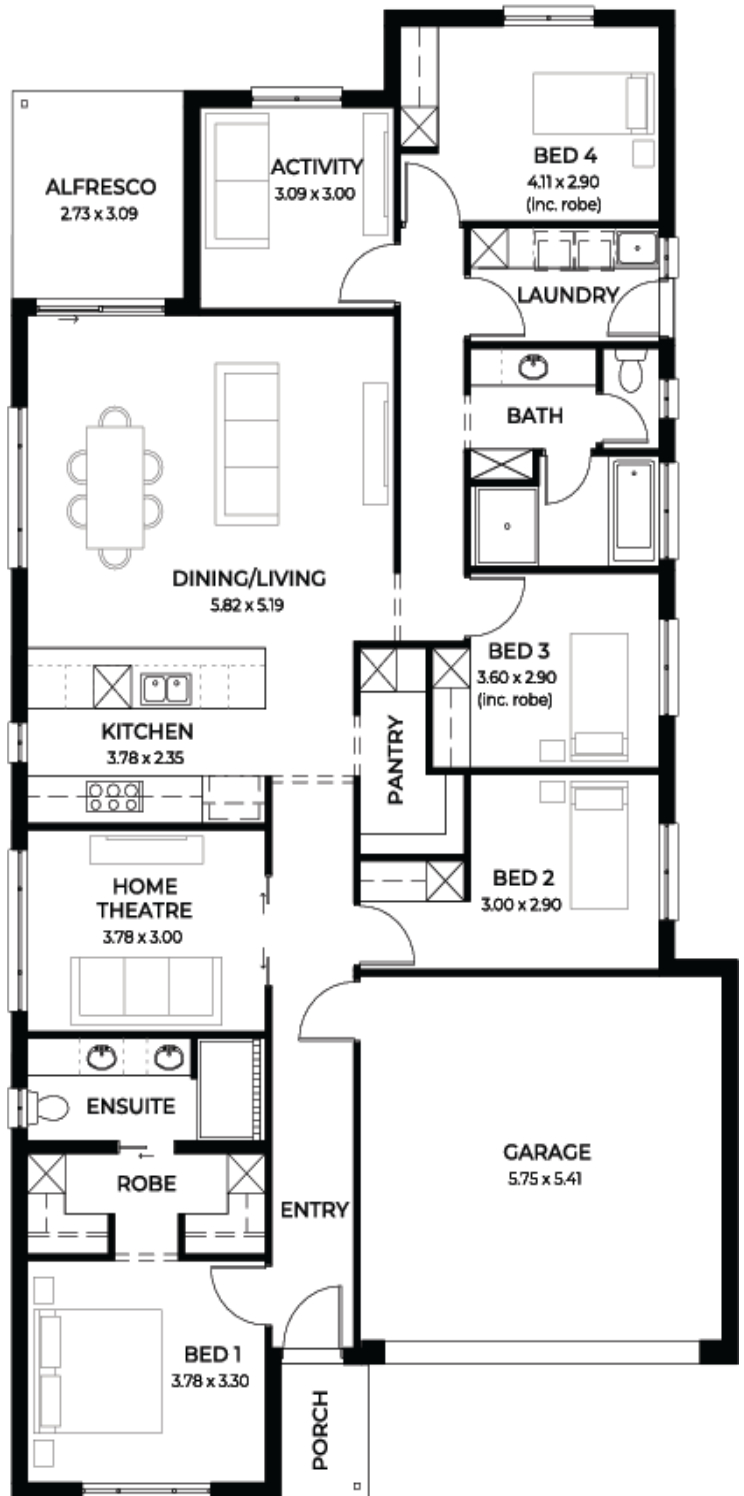 BED 4
4.11 x 2.90
(inc. robe)
ACTIVITY
3.09 x 3.00
ALFRESCO
2.73 x 3.09
LAUNDRY
BATH
DINING/LIVING
5.82 x 5.19
BED 3
3.60 x 2.90
(inc. robe)
KITCHEN
3.78 x 2.35
PANTRY
BED 2
3.00 x 2.90
HOME
THEATRE
3.78 x 3.00
ENSUITE
GARAGE
5.75 x 5.41
ROBE
ENTRY
BED 1
3.78 x 3.30
PORCH